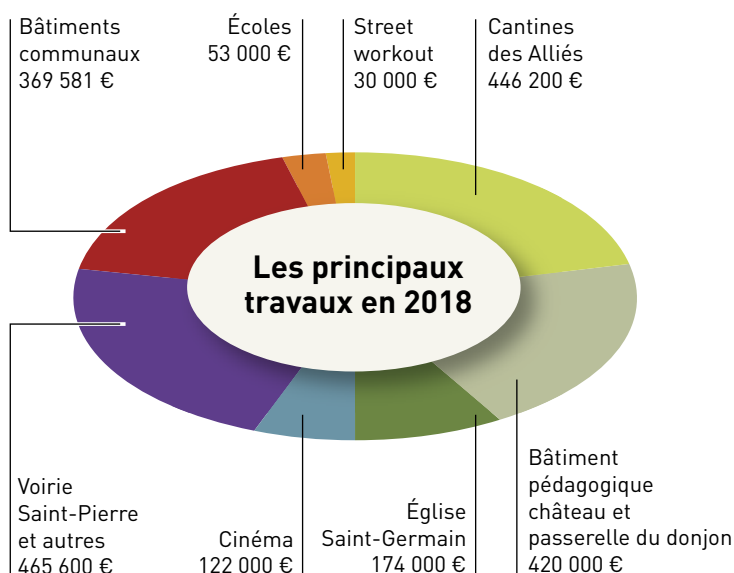 Bâtiments
communaux
369 581 €
Écoles
53 000 €
Street
workout
30 000 €
Cantines
des Alliés
446 200 €
Les principaux
travaux en 2018
Voirie
Saint-Pierre
et autres
465 600 €
Cinéma
122 000 €
Église
Saint-Germain
174 000 €
Bâtiment
pédagogique
château et
passerelle du donjon
420 000 €